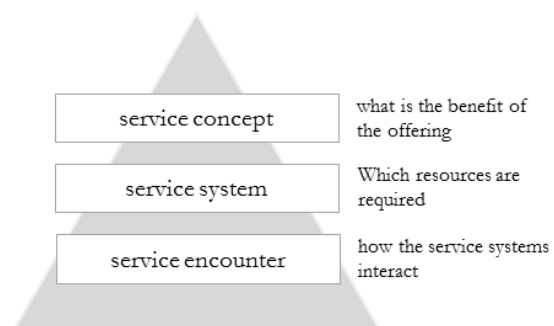 service concept
what is the benefit of
the offering
service system
Which resources are
required
service encounter
how the service systems
interact